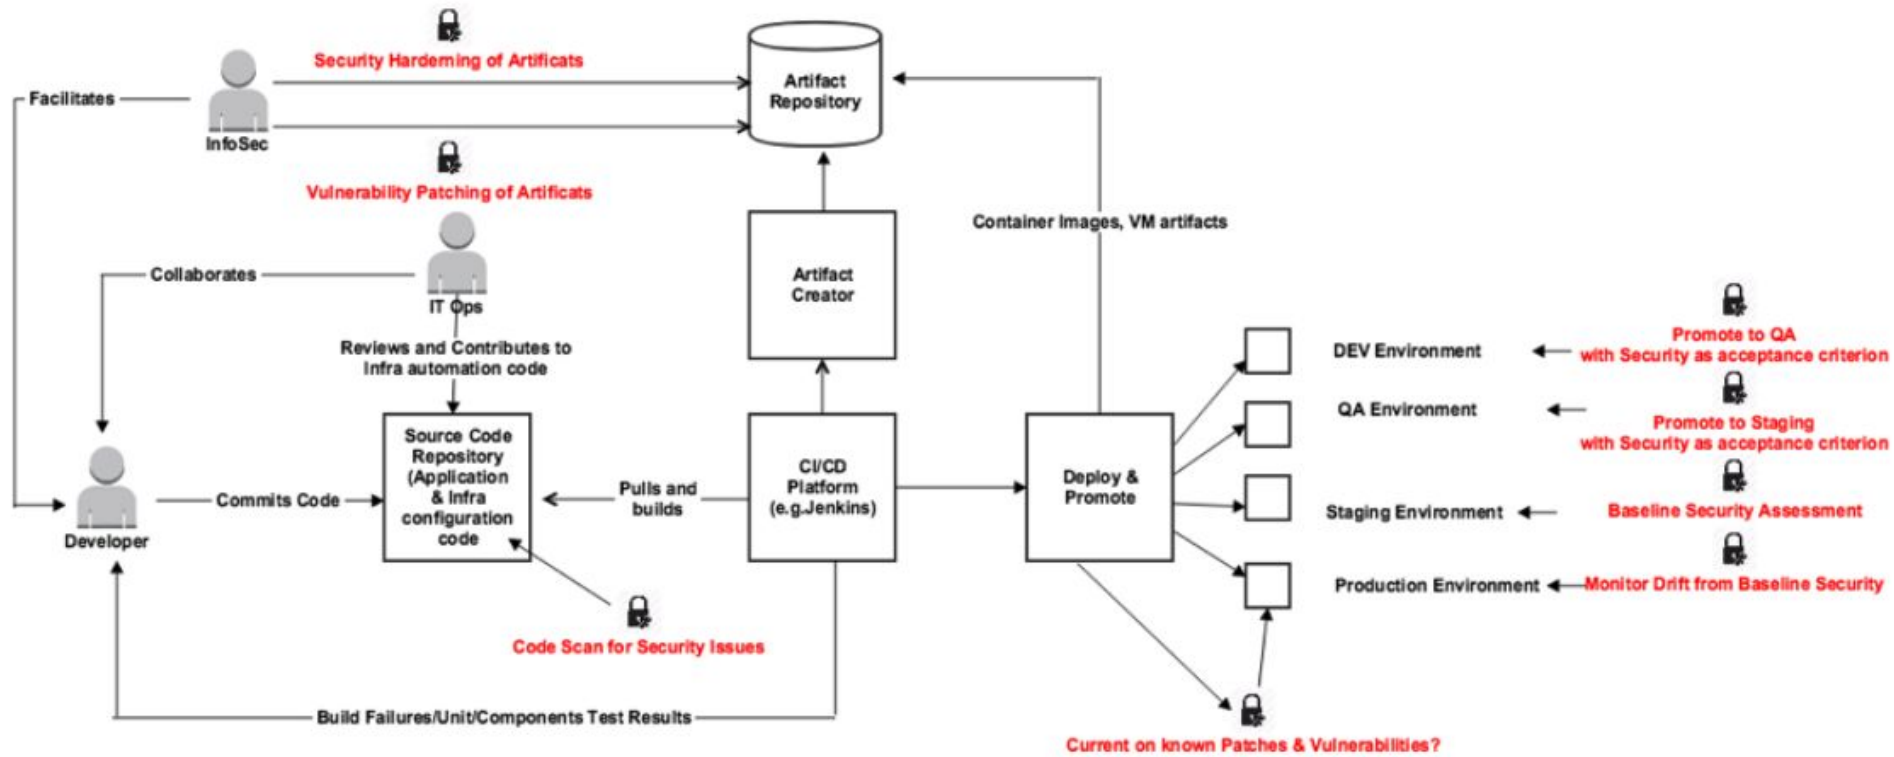 Security Hardeming of Artificats
Facilitates
InfoSec
Artifact
Repository
Vulnerability Patching of Artificats
Container Images, VM artifacts
Collaborates
IT Ops
Artifact
Creator
Reviews and Contributes to
Infra automation code
DEV Environment
Promote to QA
with Security as acceptance criterion
QA Environment
Promote to Staging
with Security as acceptance criterion
Developer
Commits Code
Source Code
Repository
(Application
& Infra
configuration
code
Pulls and
builds
CI/CD
Platform
(e.g.Jenkins)
Deploy &
Promote
Staging Environment
Baseline Security Assessment
Production Environment
Monitor Drift from Baseline Security
Code Scan for Security Issues
Build Failures/Unit/Components Test Results
Current on known Patches & Vulnerabilities?